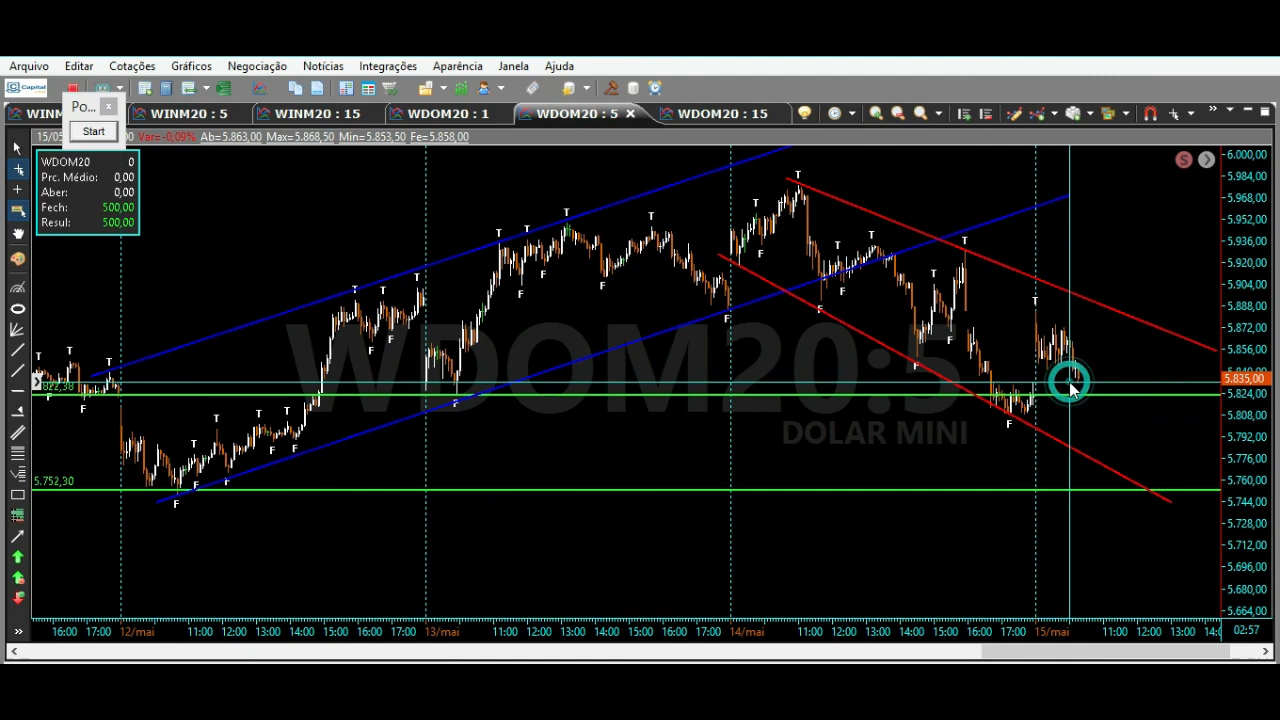 Arquivo Editar Cotações Gráficos Negociação Notícias Integrações Aparência Janela Ajuda
Capital
Po... x
WINM WINM20 : 5 WINM20 : 15 WDOM20 : 1 WDOM20 : 5 WDOM20 : 15
Start
15/05 Var=-0,09% Ab=5.863,00 Max=5.868,50 Min=5.853,50 Fe=5.858,00
WDOM20 0
Prc. Médio: 0,00
Aber: 0,00
Fech: 500,00
Resul: 500,00
S
6.000,00
5.984,00
5.968,00
5.952,00
5.936,00
5.920,00
5.904,00
5.888,00
5.872,00
5.856,00
5.840,00
5.835,00
5.824,00
5.808,00
5.792,00
5.776,00
5.760,00
5.744,00
5.728,00
5.712,00
5.696,00
5.680,00
5.664,00
WDOM20:5
DOLAR MINI
822,38
5.752,30
16:00 17:00 12/mai 11:00 12:00 13:00 14:00 15:00 16:00 17:00 13/mai 11:00 12:00 13:00 14:00 15:00 16:00 17:00 14/mai 11:00 12:00 13:00 14:00 15:00 16:00 17:00 15/mai 11:00 12:00 13:00 14:0
02:57